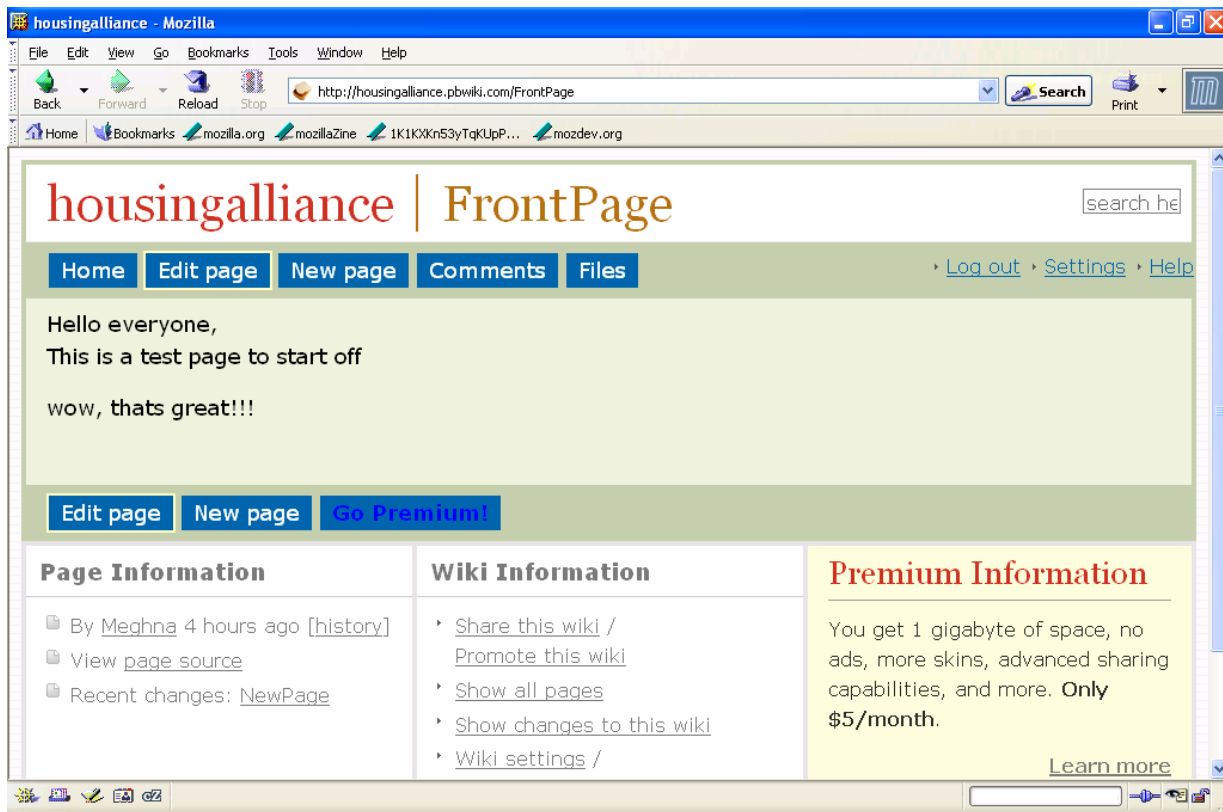 housingalliance - Mozilla
File Edit View Go Bookmarks Tools Window Help
Back Forward Reload Stop http://housingalliance.pbwiki.com/FrontPage Search Print
Home Bookmarks mozilla.org mozillaZine 1K1KXKn53yTqKUpP... mozdev.org
housingalliance | FrontPage search he
Home Edit page New page Comments Files Log out Settings Help
Hello everyone,
This is a test page to start off
wow, thats great!!!
Edit page New page Go Premium!
Page Information
By Meghna 4 hours ago [history]
View page source
Recent changes: NewPage
Wiki Information
Share this wiki /
Promote this wiki
Show all pages
Show changes to this wiki
Wiki settings /
Premium Information
You get 1 gigabyte of space, no
ads, more skins, advanced sharing
capabilities, and more. Only
$5/month.
Learn more